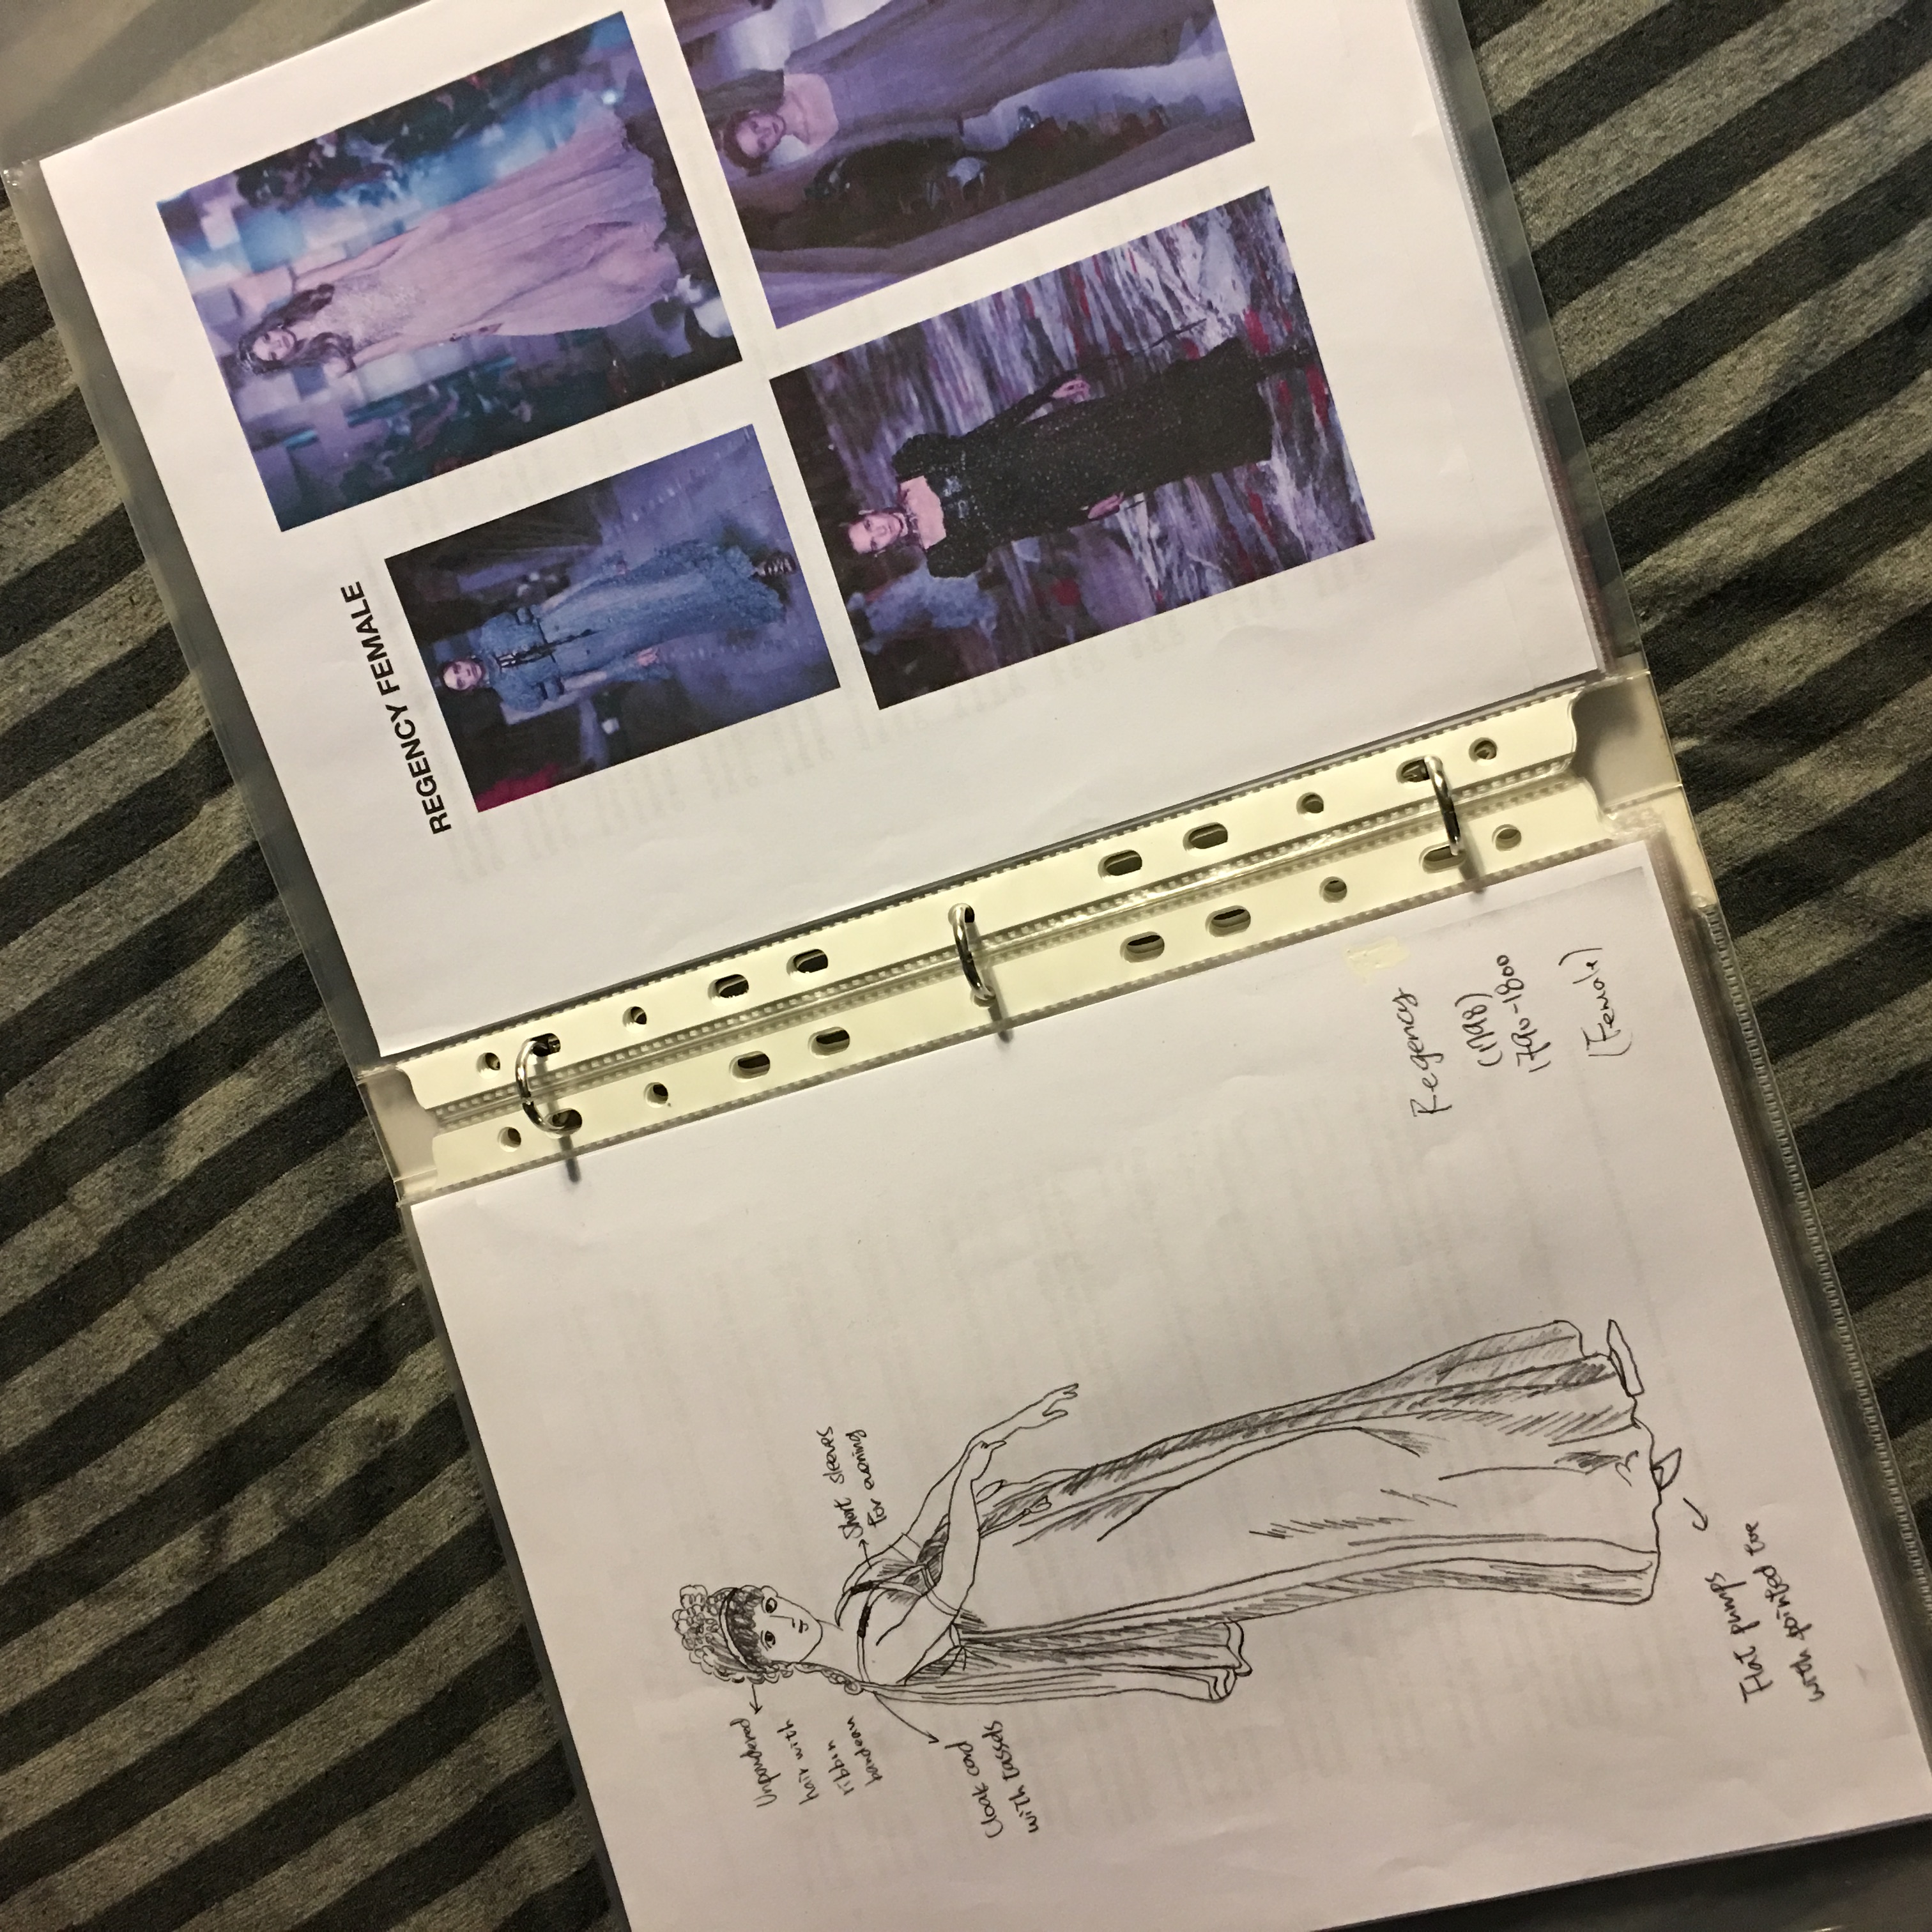 Unpowdered
hair with
ribbon
bandeau
Short sleeves
for evening
Cloak cord
with tassels
Flat pumps
with pointed toe
Regency
(1798)
1790-1800
(Female)
REGENCY FEMALE